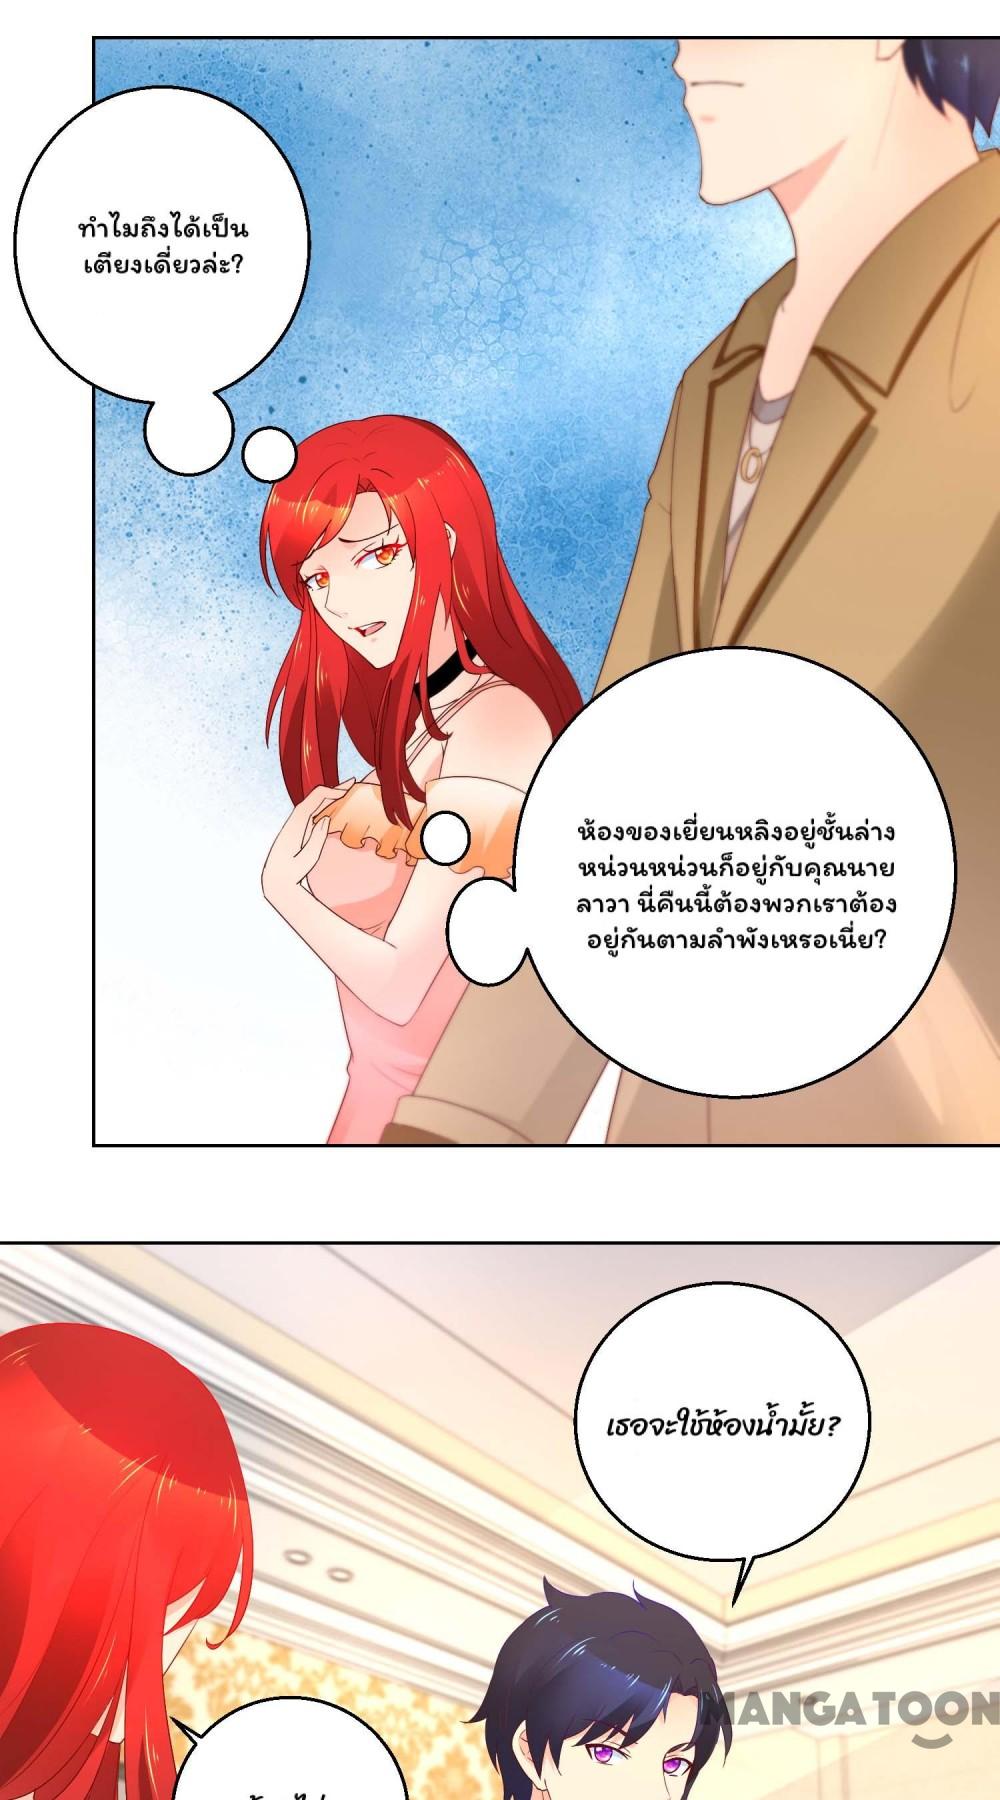 ทำไมถึงได้เป็น
เตียงเดี่ยวล่ะ?
ห้องของเยี่ยนหลิงอยู่ชั้นล่าง
หน่วนหน่วนก็อยู่กับคุณนาย
ลาวา นี่คืนนี้ต้องพวกเราต้อง
อยู่กันตามลำพังเหรอเนี่ย?
เธอจะใช้ห้องน้ำมั้ย?
MANGATOON